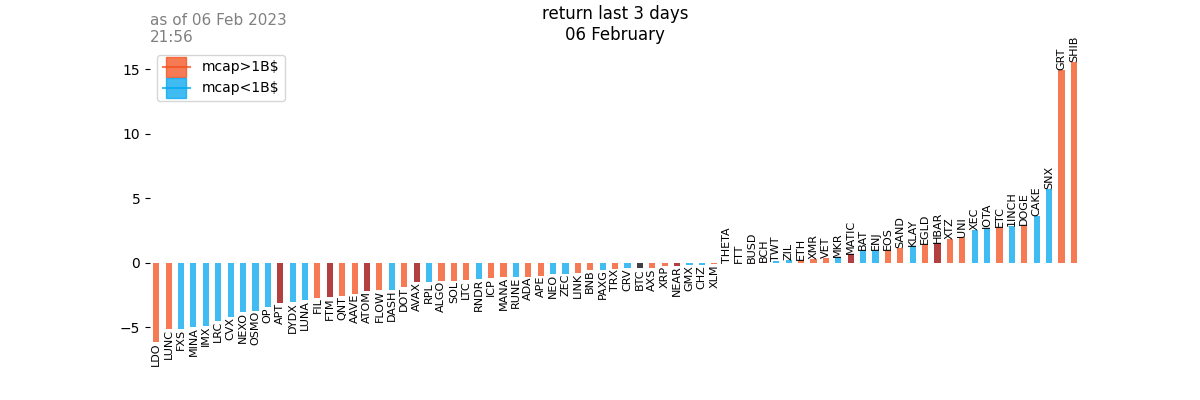 as of 06 Feb 2023
21:56
return last 3 days
06 February
mcap>1B$
mcap<1B$
15
10
5
0
−5
LDO
LUNC
FXS
MINA
IMX
LRC
CVX
NEXO
OSMO
OP
APT
DYDX
LUNA
FIL
FTM
QNT
AAVE
ATOM
FLOW
DASH
DOT
AVAX
RPL
ALGO
SOL
LTC
RNDR
ICP
MANA
RUNE
ADA
APE
NEO
ZEC
LINK
BNB
PAXG
TRX
CRV
BTC
AXS
XRP
NEAR
GMX
CHZ
XLM
THETA
FTT
BUSD
BCH
TWT
ZIL
ETH
XMR
VET
MKR
MATIC
BAT
ENJ
EOS
SAND
KLAY
EGLD
HBAR
XTZ
UNI
XEC
IOTA
ETC
1INCH
DOGE
CAKE
SNX
GRT
SHIB